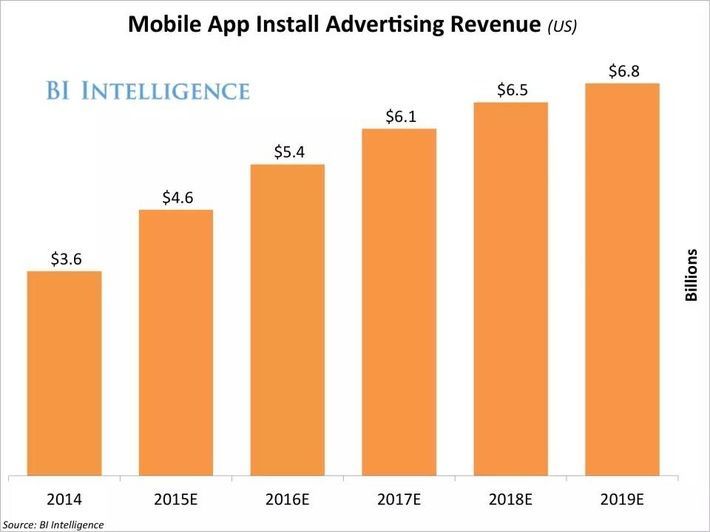 Mobile App Install Advertising Revenue (US)
BI INTELLIGENCE
$3.6
$4.6
$5.4
$6.1
$6.5
$6.8
Billions
2014
2015E
2016E
2017E
2018E
2019E
Source: BI Intelligence